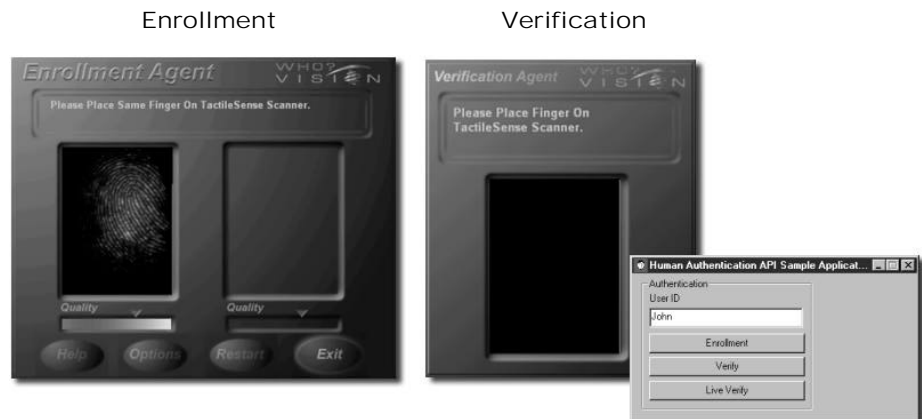 Enrollment
Verification
Enrollment Agent
WHO?
VISION
Please Place Same Finger On TactileSense Scanner.
Quality
Quality
Help
Options
Restart
Exit
Verification Agent
WHO?
VISION
Please Place Finger On
TactileSense Scanner.
Human Authentication API Sample Applicat...
Authentication
User ID
John
Enrollment
Verify
Live Verify